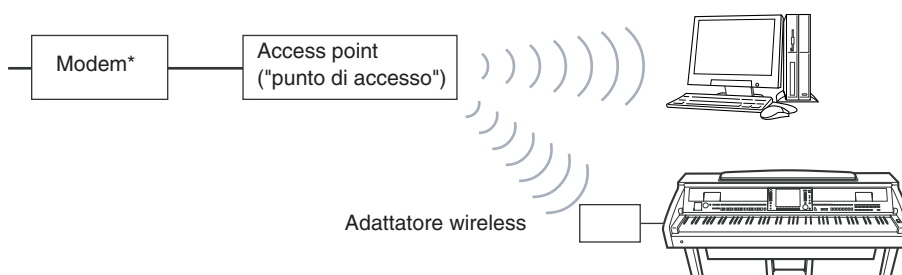 Modem*
Access point
("punto di accesso")
Adattatore wireless